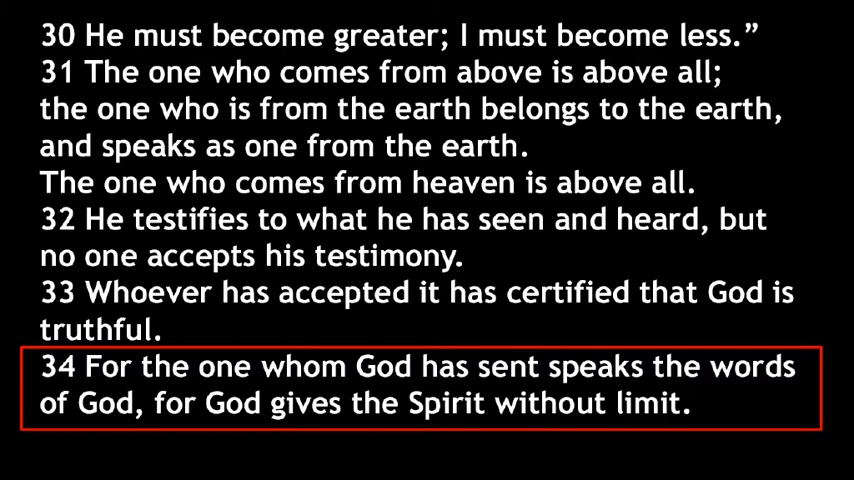 30 He must become greater; I must become less.”
31 The one who comes from above is above all;
the one who is from the earth belongs to the earth,
and speaks as one from the earth.
The one who comes from heaven is above all.
32 He testifies to what he has seen and heard, but
no one accepts his testimony.
33 Whoever has accepted it has certified that God is
truthful.
34 For the one whom God has sent speaks the words
of God, for God gives the Spirit without limit.